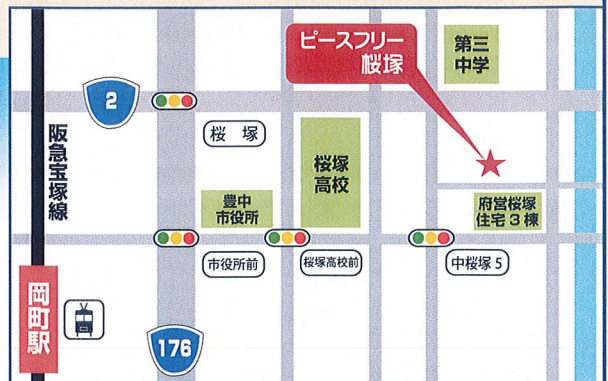 ピースフリー
桜塚
第三
中学
2
桜 塚
阪急宝塚線
桜塚
高校
豊中
市役所
府営桜塚
住宅3棟
市役所前
桜塚高校前
中桜塚5
岡町駅
176